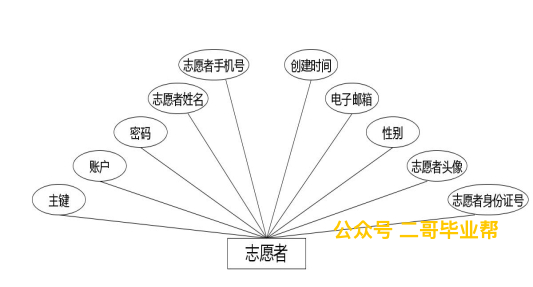 志愿者手机号
创建时间
志愿者姓名
电子邮箱
密码
性别
账户
志愿者头像
主键
志愿者身份证号
公众号 二哥毕业帮
志愿者